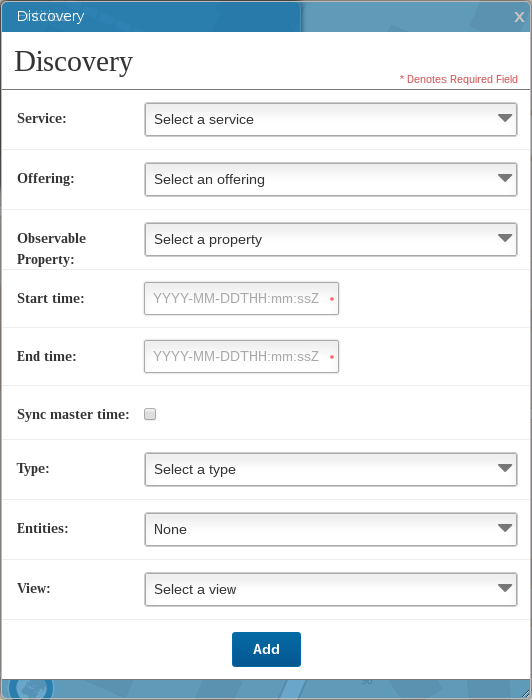 Discovery
x
Discovery
* Denotes Required Field
Service:
Select a service
Offering:
Select an offering
Observable
Property:
Select a property
Start time:
YYYY-MM-DDTHH:mm:ssZ *
End time:
YYYY-MM-DDTHH:mm:ssZ *
Sync master time:
Type:
Select a type
Entities:
None
View:
Select a view
Add